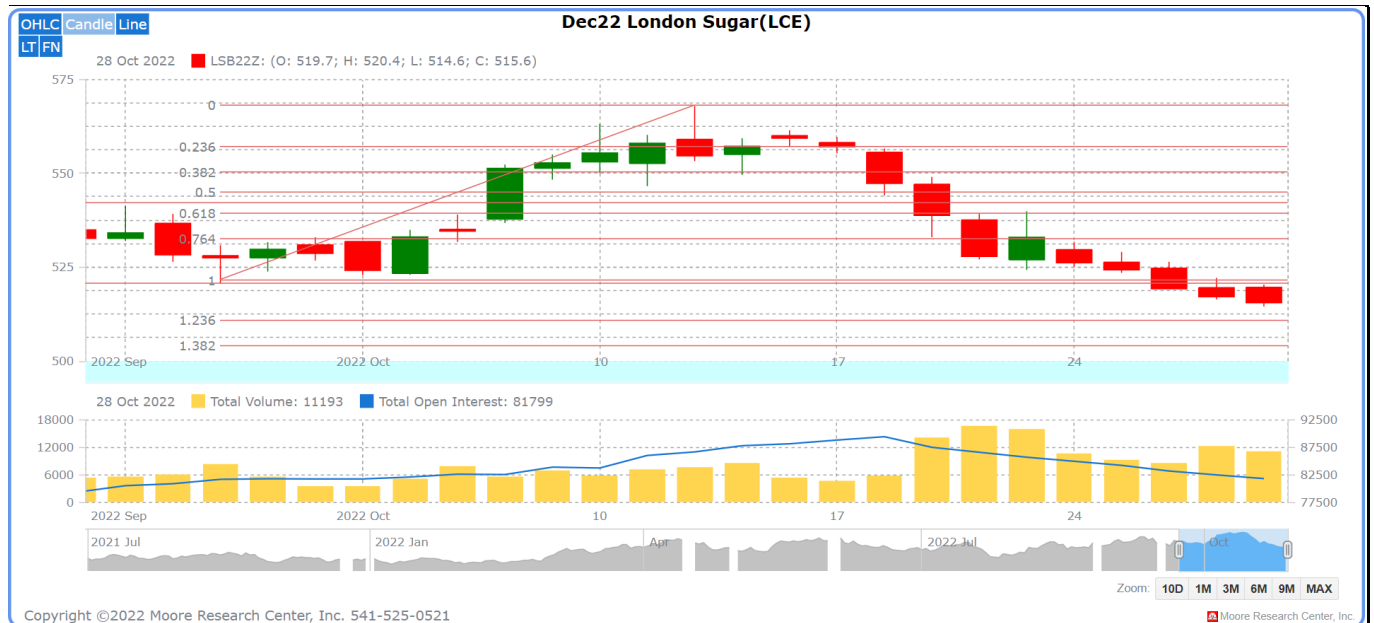 Dec22 London Sugar(LCE)
OHLC Candle Line
LT FN
28 Oct 2022 LSB22Z: (O: 519.7; H: 520.4; L: 514.6; C: 515.6)
575
0
0.236
550
0.382
0.5
0.618
0.764
525
1
1.236
1.382
500
2022 Sep 2022 Oct 10 17 24
28 Oct 2022 Total Volume: 11193 Total Open Interest: 81799
18000 92500
12000 87500
6000 82500
0 77500
2022 Sep 2022 Oct 10 17 24
2021 Jul 2022 Jan Apr 2022 Jul Oct
Zoom: 10D 1M 3M 6M 9M MAX
Copyright ©2022 Moore Research Center, Inc. 541-525-0521
Moore Research Center, Inc.